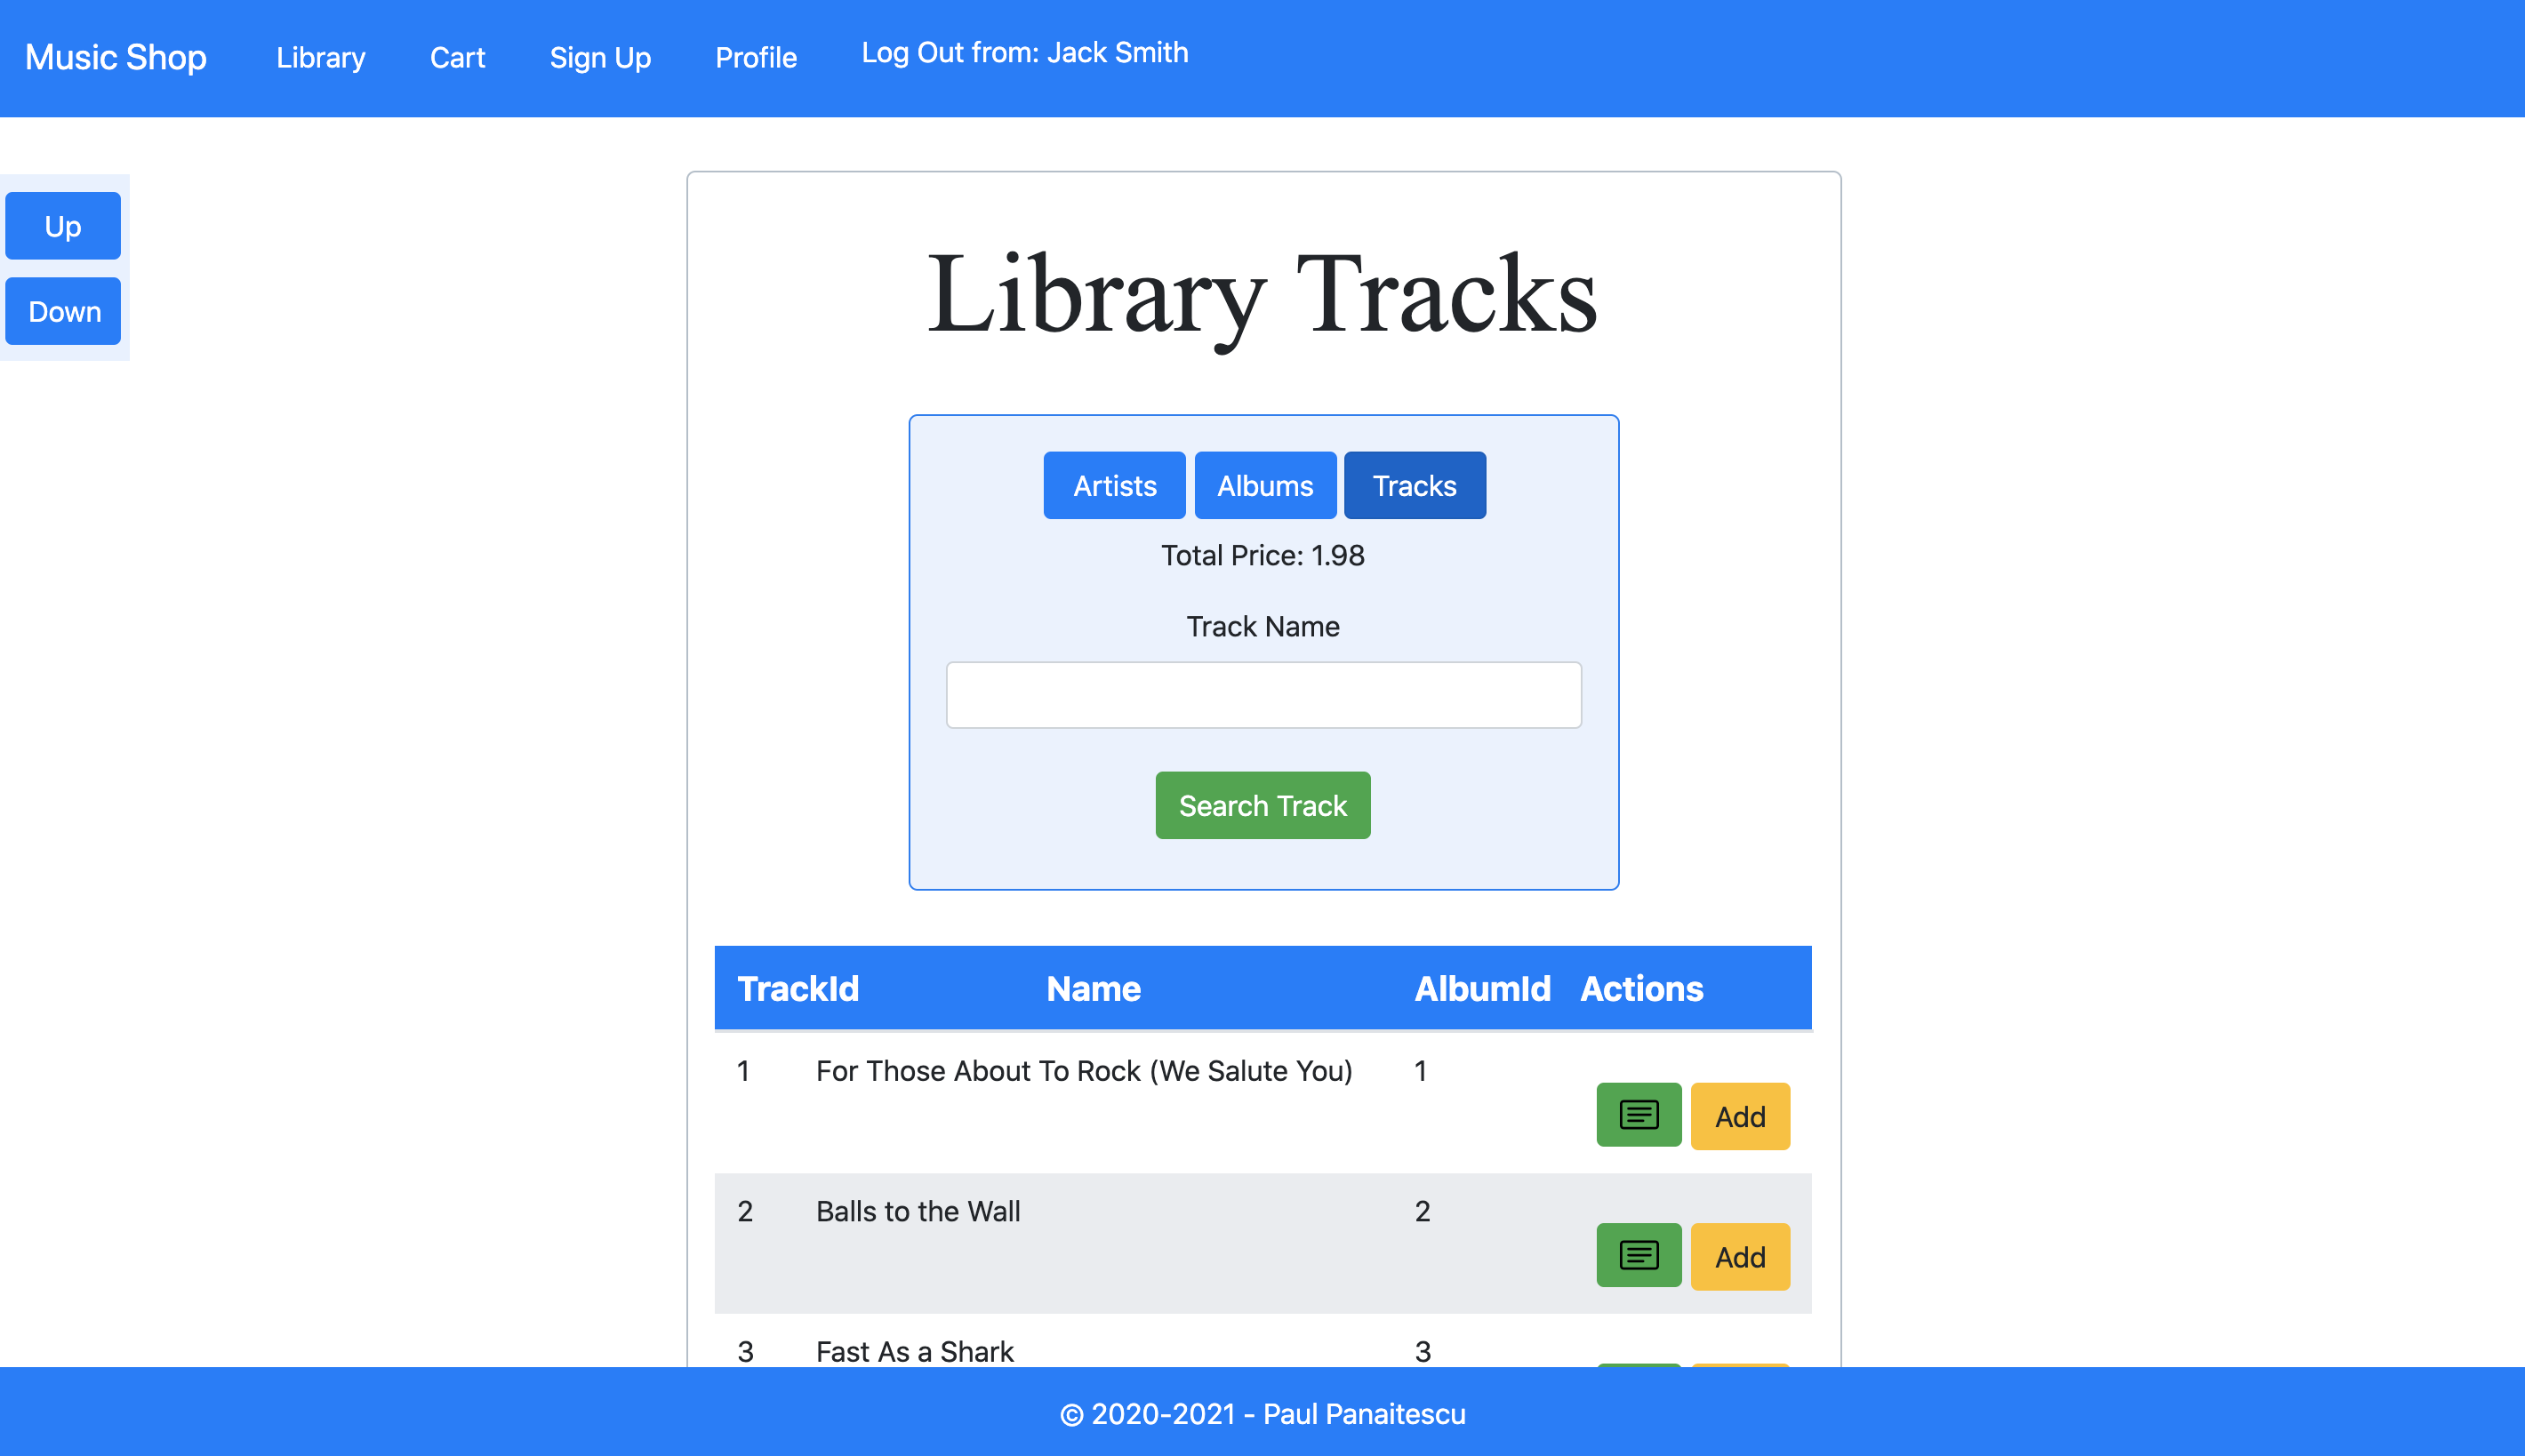 Music Shop Library Cart Sign Up Profile Log Out from: Jack Smith
Up
Down
Library Tracks
Artists Albums Tracks
Total Price: 1.98
Track Name
Search Track
TrackId Name AlbumId Actions
1 For Those About To Rock (We Salute You) 1
Add
2 Balls to the Wall 2
Add
3 Fast As a Shark 3
© 2020-2021 - Paul Panaitescu